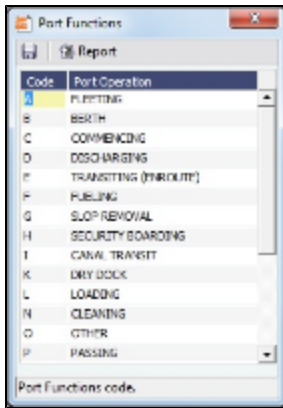 Port Functions
Report
Code Port Operation
A FLEETING
B BERTH
C COMMENCING
D DISCHARGING
E TRANSITING (ENROUTE)
F FUELING
G SLOP REMOVAL
H SECURITY BOARDING
I CANAL TRANSIT
K DRY DOCK
L LOADING
N CLEANING
O OTHER
P PASSING
Port Functions code.